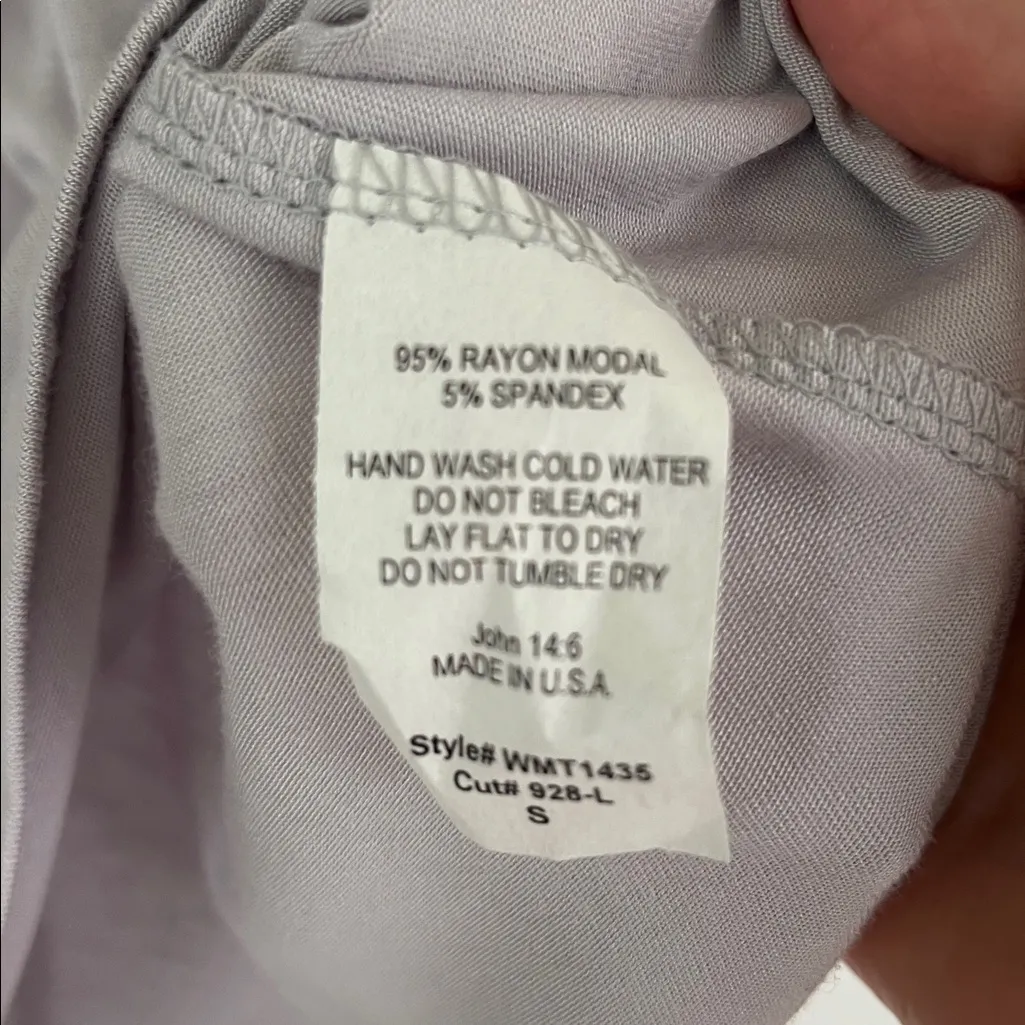 95% RAYON MODAL
5% SPANDEX
HAND WASH COLD WATER
DO NOT BLEACH
LAY FLAT TO DRY
DO NOT TUMBLE DRY
John 14:6
MADE IN U.S.A.
Style# WMT1435
Cut# 928-L
S